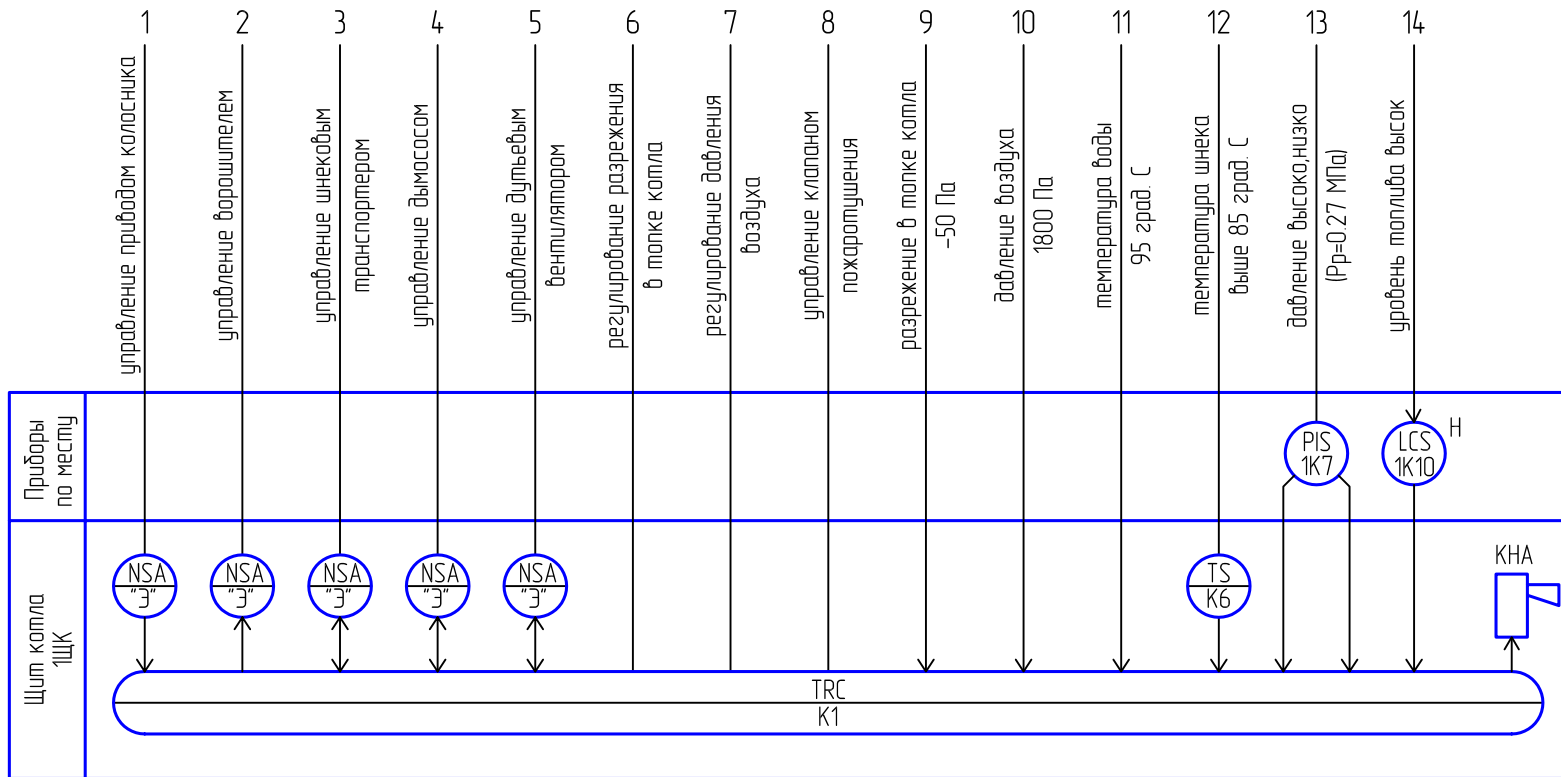 1
2
3
4
5
6
7
8
9
10
11
12
13
14
управление приводом колосника
управление ворошителем
управление шнековым
транспортером
управление дымососом
управление дутьевым
вентилятором
регулирование разрежения
в топке котла
регулирование давления
воздуха
управление клапаном
пожаротушения
разрежение в топке котла
-50 Па
давление воздуха
1800 Па
температура воды
95 град. С
температура шнека
выше 85 град. С
давление высоко,низко
(Рр=0.27 МПа)
уровень топлива высок
Приборы
по месту
PIS
1К7
LCS
1К10
H
Щит котла
1ЩК
NSA
"Э"
NSA
"Э"
NSA
"Э"
NSA
"Э"
NSA
"Э"
TS
К6
КНА
TRC
К1